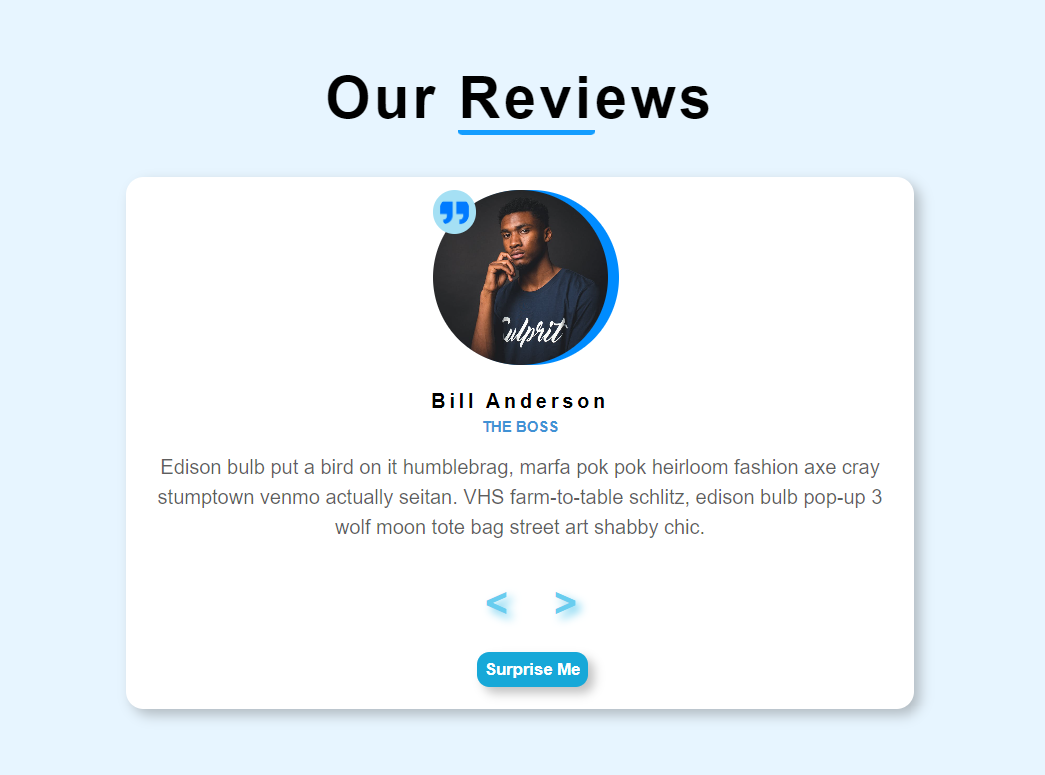 Our Reviews
”
Culprit
Bill Anderson
THE BOSS
Edison bulb put a bird on it humblebrag, marfa pok pok heirloom fashion axe cray
stumptown venmo actually seitan. VHS farm-to-table schlitz, edison bulb pop-up 3
wolf moon tote bag street art shabby chic.
< >
Surprise Me